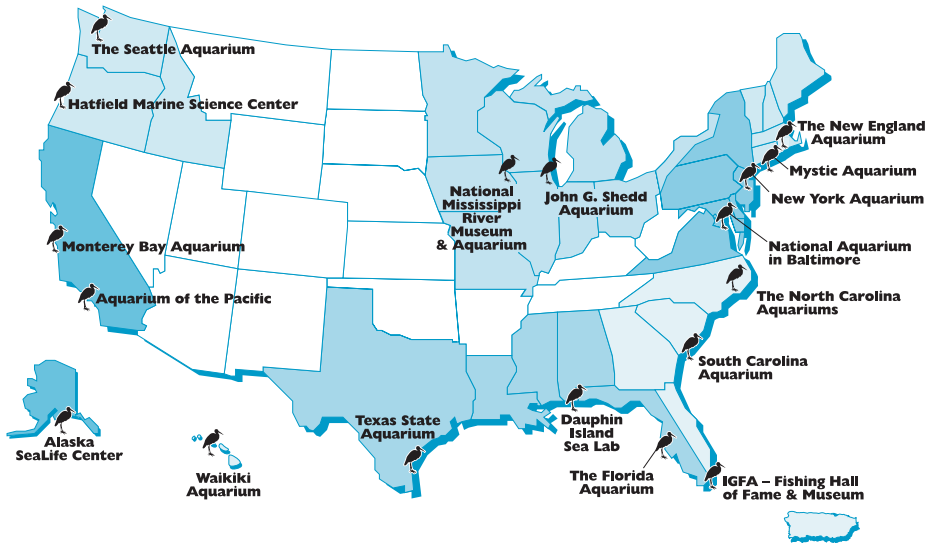 The Seattle Aquarium
Hatfield Marine Science Center
Monterey Bay Aquarium
Aquarium of the Pacific
Alaska
SeaLife Center
Waikiki
Aquarium
Texas State
Aquarium
National
Mississippi
River
Museum
& Aquarium
John G. Shedd
Aquarium
The New England
Aquarium
Mystic Aquarium
New York Aquarium
National Aquarium
in Baltimore
The North Carolina
Aquariums
South Carolina
Aquarium
Dauphin
Island
Sea Lab
The Florida
Aquarium
IGFA – Fishing Hall
of Fame & Museum